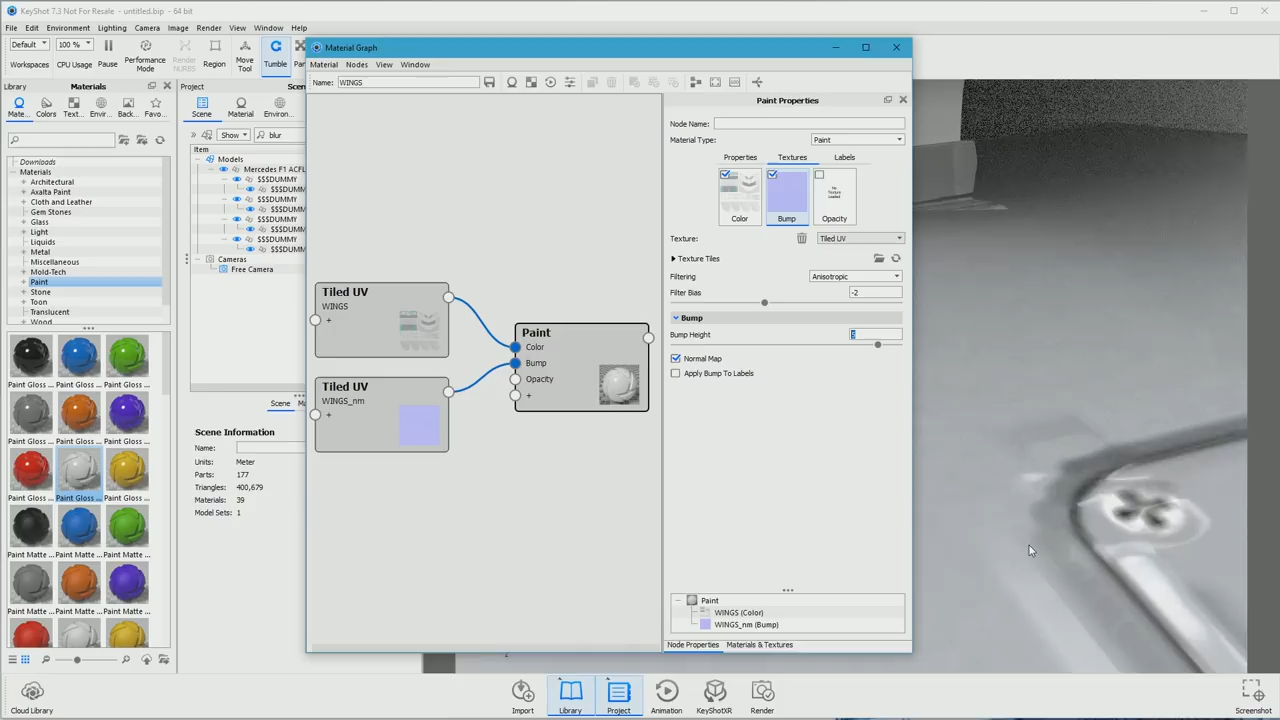 KeyShot 7.3 Not For Resale - untitled.bip - 64 bit
File Edit Environment Lighting Camera Image Render View Window Help
Default 100 %
Workspaces CPU Usage Pause Performance Mode Render NURBS Region Move Tool Tumble
Library Materials
Mate... Colors Text... Envi... Back... Favo...
Downloads
Materials
Architectural
Axalta Paint
Cloth and Leather
Gem Stones
Glass
Light
Liquids
Metal
Miscellaneous
Mold-Tech
Paint
Stone
Toon
Translucent
Wood
Paint Gloss ... Paint Gloss ... Paint Gloss ...
Paint Gloss ... Paint Gloss ... Paint Gloss ...
Paint Gloss ... Paint Gloss ... Paint Gloss ...
Paint Matte ... Paint Matte ... Paint Matte ...
Paint Matte ... Paint Matte ... Paint Matte ...
Project
Scene Material Environ...
» Show blur
Item
Models
Mercedes F1 ACFL
$$$DUMMY
$$$DUMMY
$$$DUMMY
$$$DUMMY
$$$DUMMY
$$$DUMMY
$$$DUMMY
$$$DUMMY
Cameras
Free Camera
Scene
Scene Information
Name:
Units: Meter
Parts: 177
Triangles: 400,679
Materials: 39
Model Sets: 1
Material Graph
Material Nodes View Window
Name: WINGS
Tiled UV
WINGS
+
Tiled UV
WINGS_nm
+
Paint
Color
Bump
Opacity
+
Paint Properties
Node Name:
Material Type: Paint
Properties Textures Labels
No Texture Loaded
Color Bump Opacity
Texture: Tiled UV
Texture Tiles
Filtering Anisotropic
Filter Bias -2
Bump
Bump Height
Normal Map
Apply Bump To Labels
Paint
WINGS (Color)
WINGS_nm (Bump)
Node Properties Materials & Textures
Cloud Library Import Library Project Animation KeyShotXR Render Screenshot